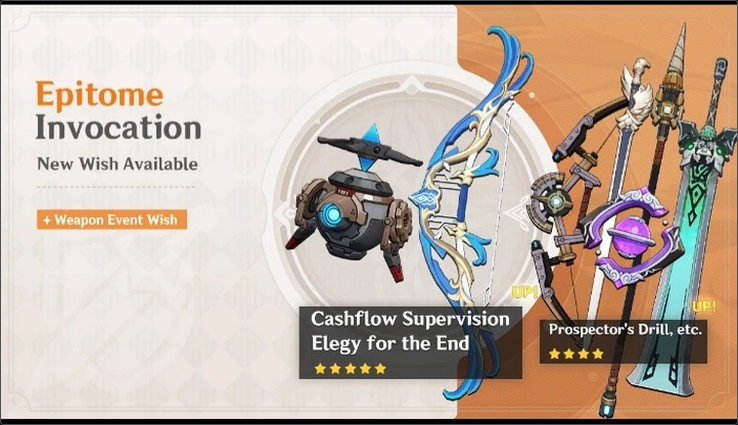 Epitome
Invocation
New Wish Available
Weapon Event Wish
UP!
Cashflow Supervision
Elegy for the End
UP!
Prospector's Drill, etc.